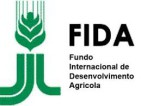 FIDA
Fundo
Internacional de
Desenvolvimento
Agrícola